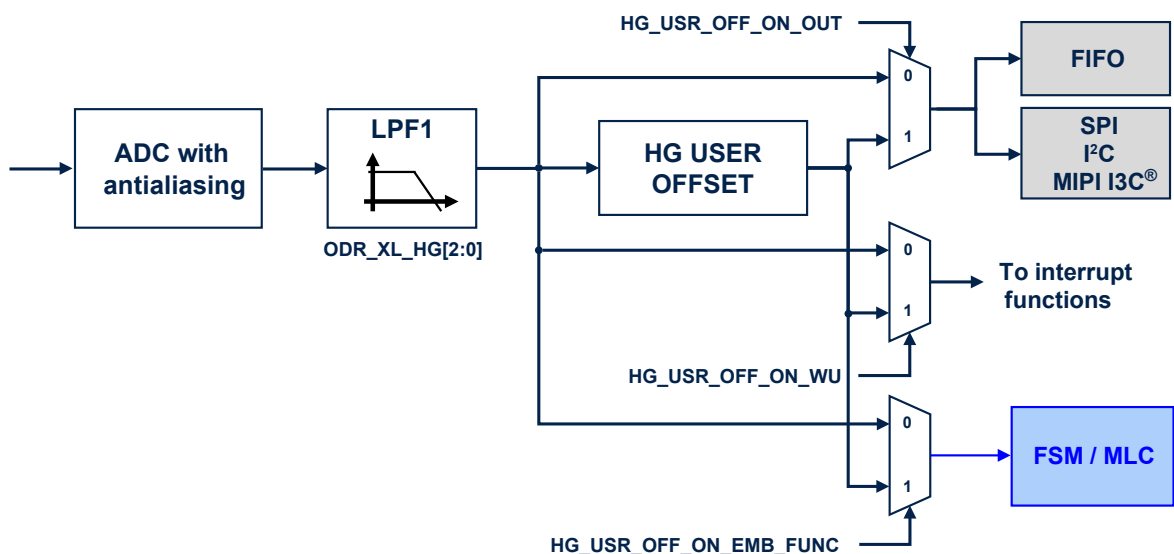 HG_USR_OFF_ON_OUT
0
1
FIFO
SPI
I²C
MIPI I3C®
ADC with
antialiasing
LPF1
ODR_XL_HG[2:0]
HG USER
OFFSET
0
1
To interrupt
functions
HG_USR_OFF_ON_WU
0
1
FSM / MLC
HG_USR_OFF_ON_EMB_FUNC